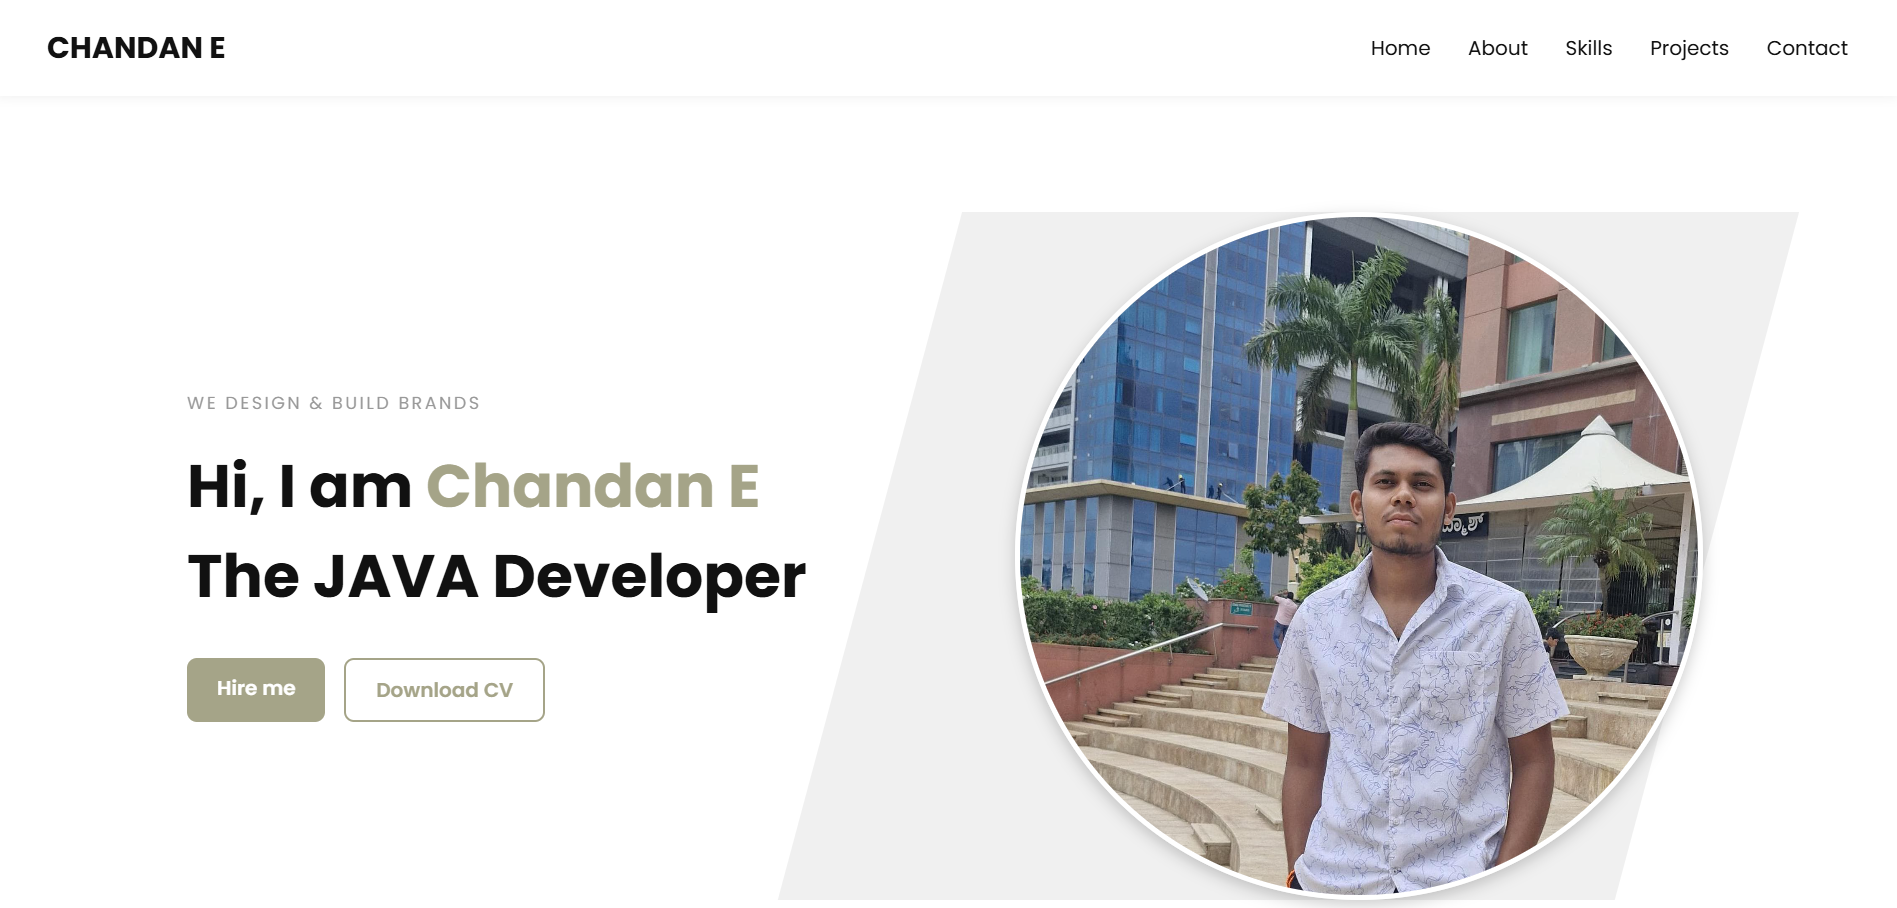 CHANDAN E
Home About Skills Projects Contact
WE DESIGN & BUILD BRANDS
Hi, I am Chandan E
The JAVA Developer
Hire me Download CV